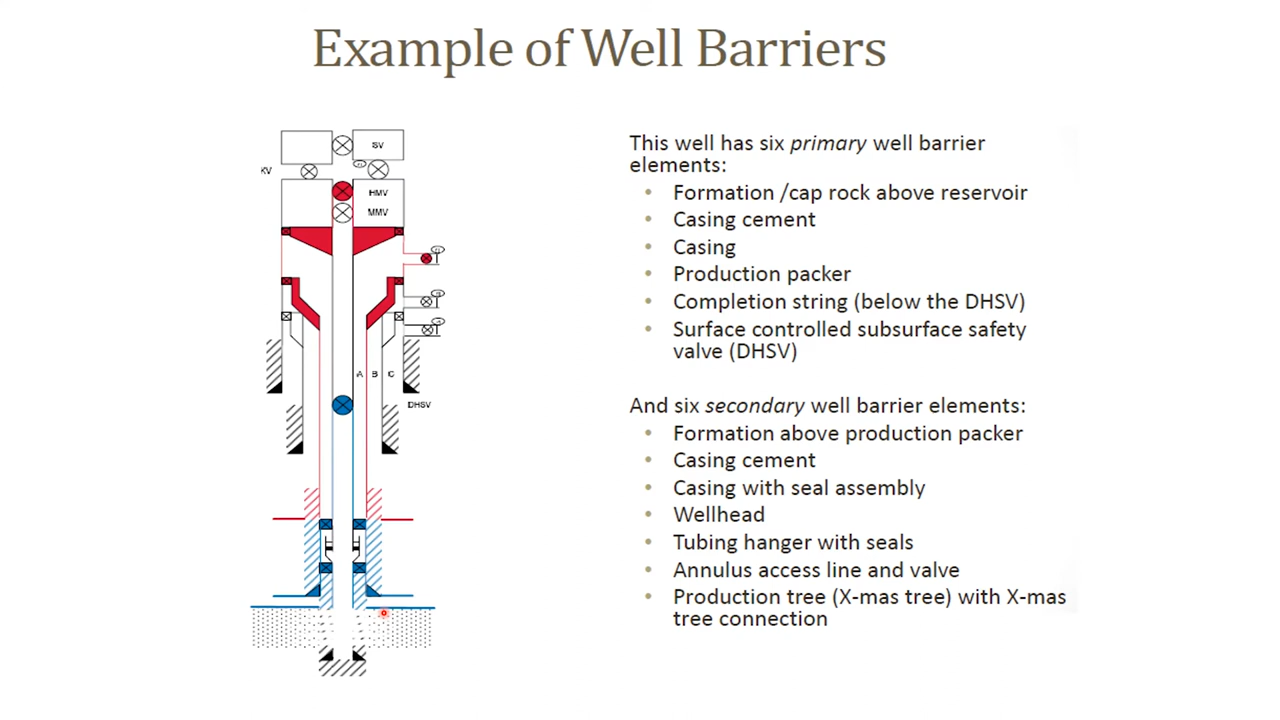 Example of Well Barriers
SV
KV
HMV
MMV
A B C
DHSV
This well has six primary well barrier
elements:
• Formation /cap rock above reservoir
• Casing cement
• Casing
• Production packer
• Completion string (below the DHSV)
• Surface controlled subsurface safety
valve (DHSV)
And six secondary well barrier elements:
• Formation above production packer
• Casing cement
• Casing with seal assembly
• Wellhead
• Tubing hanger with seals
• Annulus access line and valve
• Production tree (X-mas tree) with X-mas
tree connection